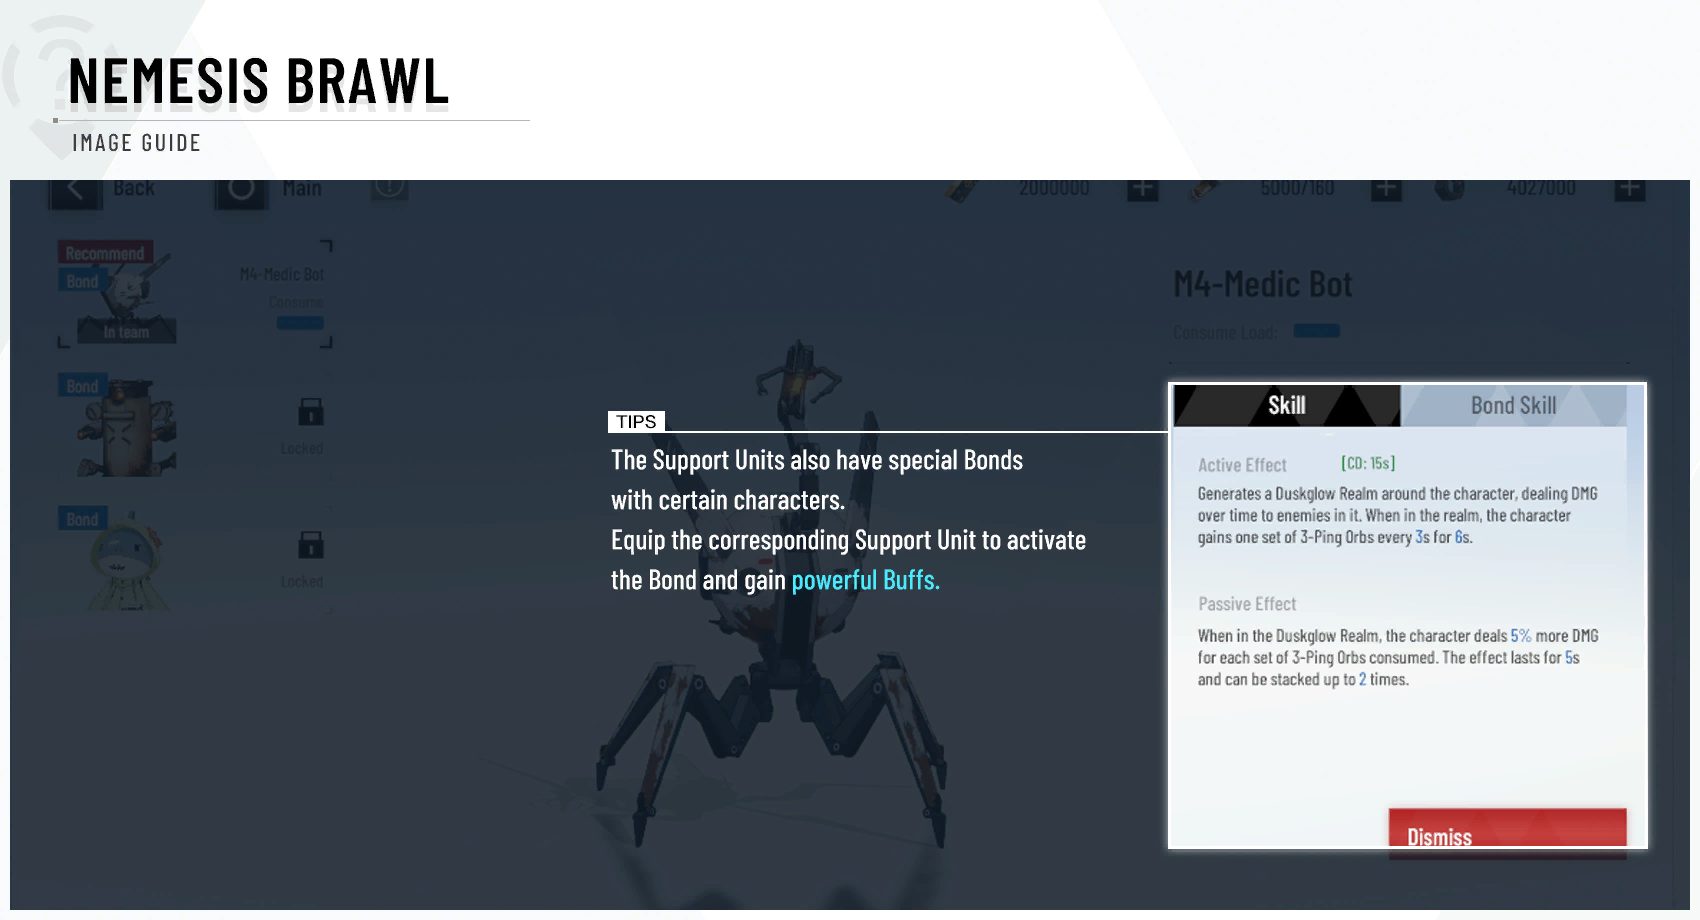 NEMESIS BRAWL
IMAGE GUIDE
Back
Main
2000000
5000/160
4027000
Recommend
Bond
M4-Medic Bot
Consume
In team
Bond
Locked
Bond
Locked
M4-Medic Bot
Consume Load:
TIPS
The Support Units also have special Bonds
with certain characters.
Equip the corresponding Support Unit to activate
the Bond and gain powerful Buffs.
Skill
Bond Skill
Active Effect [CD: 15s]
Generates a Duskglow Realm around the character, dealing DMG
over time to enemies in it. When in the realm, the character
gains one set of 3-Ping Orbs every 3s for 6s.
Passive Effect
When in the Duskglow Realm, the character deals 5% more DMG
for each set of 3-Ping Orbs consumed. The effect lasts for 5s
and can be stacked up to 2 times.
Dismiss